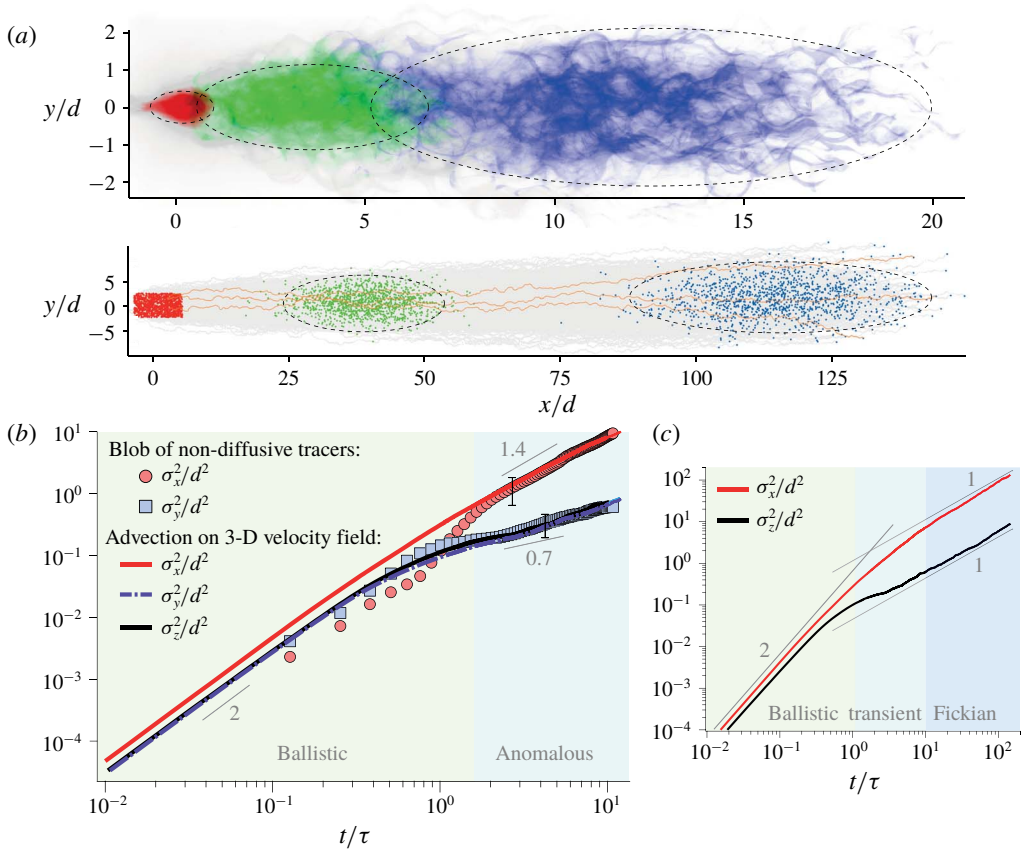 (a)
y/d
2
1
0
−1
−2
0 5 10 15 20
y/d
5
0
−5
0 25 50 75 100 125
x/d
(b)
10^1
10^0
10^−1
10^−2
10^−3
10^−4
Blob of non-diffusive tracers:
σ_x^2/d^2
σ_y^2/d^2
Advection on 3-D velocity field:
σ_x^2/d^2
σ_y^2/d^2
σ_z^2/d^2
1.4
0.7
2
Ballistic Anomalous
10^−2 10^−1 10^0 10^1
t/τ
(c)
10^2
10^1
10^0
10^−1
10^−2
10^−3
10^−4
σ_x^2/d^2
σ_z^2/d^2
1
1
2
Ballistic transient Fickian
10^−2 10^−1 10^0 10^1 10^2
t/τ